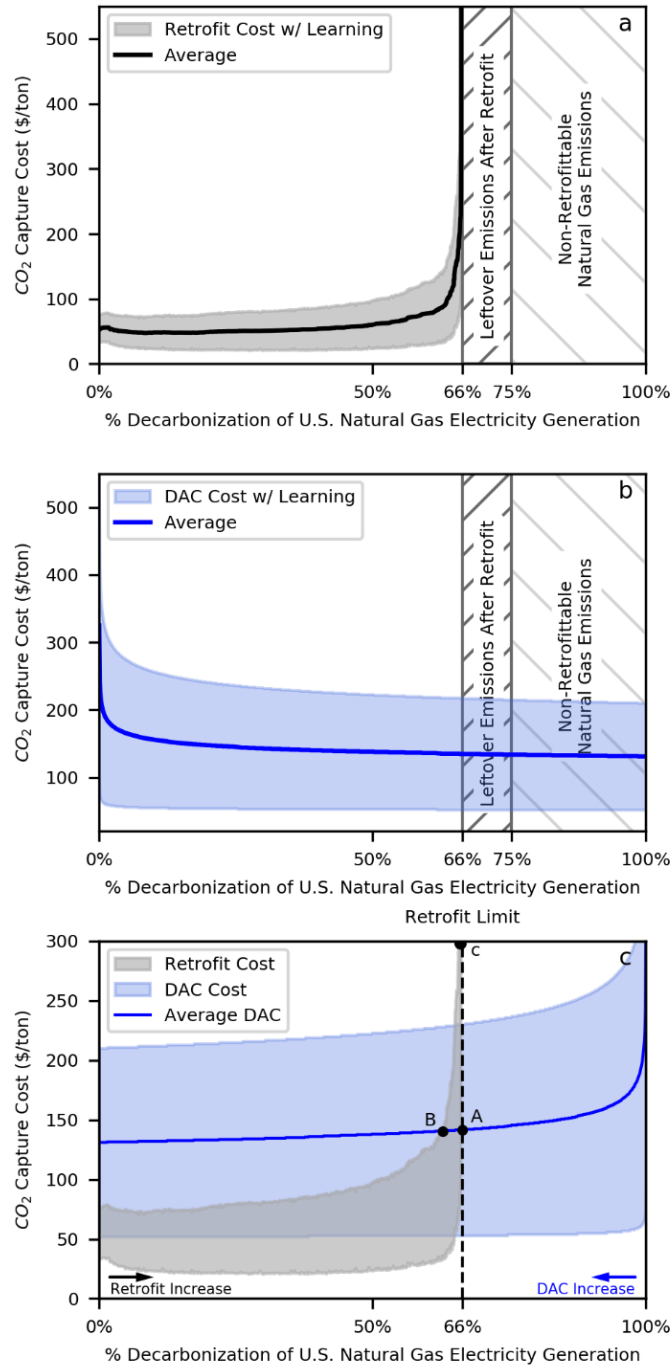 550
500
400
300
200
100
0
CO₂ Capture Cost ($/ton)
Retrofit Cost w/ Learning
Average
a
Leftover Emissions After Retrofit
Non-Retrofittable
Natural Gas Emissions
0% 50% 66% 75% 100%
% Decarbonization of U.S. Natural Gas Electricity Generation
500
400
300
200
100
CO₂ Capture Cost ($/ton)
DAC Cost w/ Learning
Average
b
Leftover Emissions After Retrofit
Non-Retrofittable
Natural Gas Emissions
0% 50% 66% 75% 100%
% Decarbonization of U.S. Natural Gas Electricity Generation
Retrofit Limit
300
250
200
150
100
50
0
CO₂ Capture Cost ($/ton)
Retrofit Cost
DAC Cost
Average DAC
c
C
B
A
Retrofit Increase
DAC Increase
0% 50% 66% 100%
% Decarbonization of U.S. Natural Gas Electricity Generation